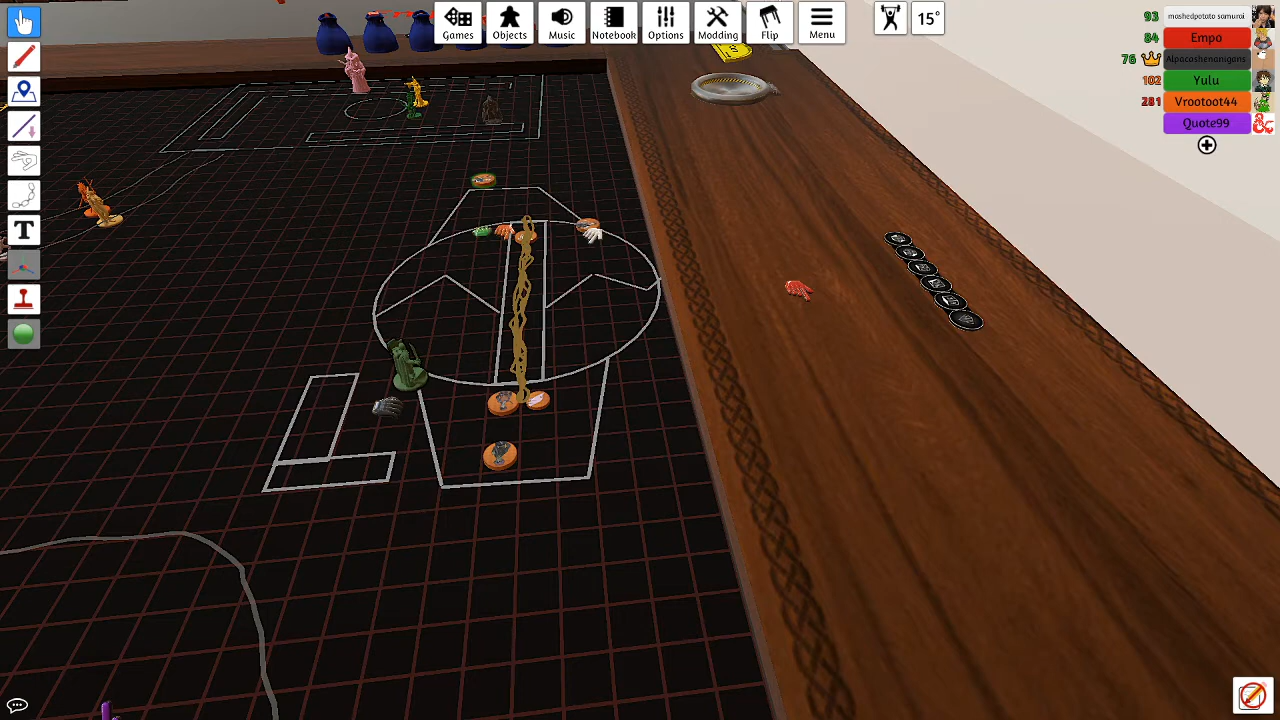 Games Objects Music Notebook Options Modding Flip Menu
15°
93 mashedpotato samurai
84 Empo
76 Alpacashenanigans
102 Yulu
281 Vrootoot44
Quote99
T